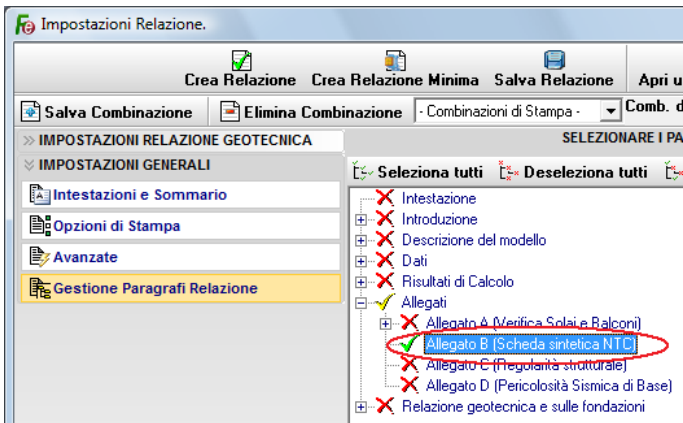 Impostazioni Relazione.
Crea Relazione Crea Relazione Minima Salva Relazione Apri u
Salva Combinazione Elimina Combinazione - Combinazioni di Stampa - Comb. d
IMPOSTAZIONI RELAZIONE GEOTECNICA
SELEZIONARE I PA
IMPOSTAZIONI GENERALI
Seleziona tutti Deseleziona tutti
Intestazioni e Sommario
Opzioni di Stampa
Avanzate
Gestione Paragrafi Relazione
Intestazione
Introduzione
Descrizione del modello
Dati
Risultati di Calcolo
Allegati
Allegato A (Verifica Solai e Balconi)
Allegato B (Scheda sintetica NTC)
Allegato C (Regolarità strutturale)
Allegato D (Pericolosità Sismica di Base)
Relazione geotecnica e sulle fondazioni